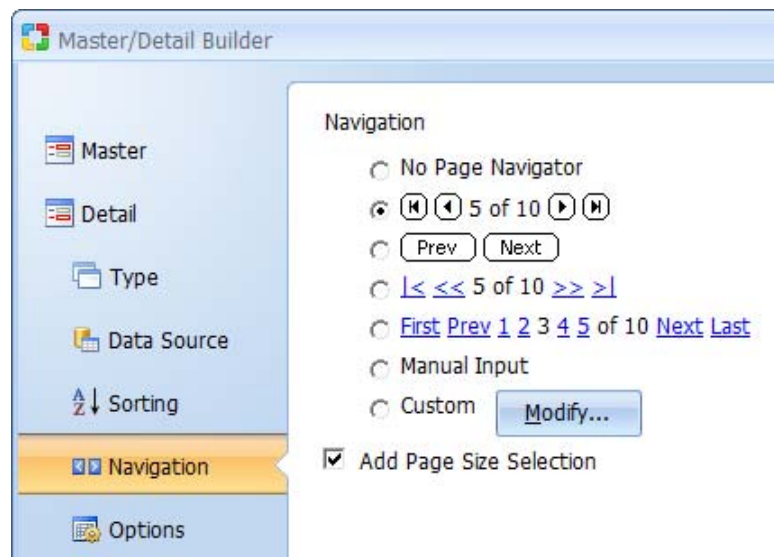 Master/Detail Builder
Master
Detail
Type
Data Source
Sorting
Navigation
Options
Navigation
No Page Navigator
5 of 10
Prev Next
|< << 5 of 10 >> >|
First Prev 1 2 3 4 5 of 10 Next Last
Manual Input
Custom Modify...
Add Page Size Selection